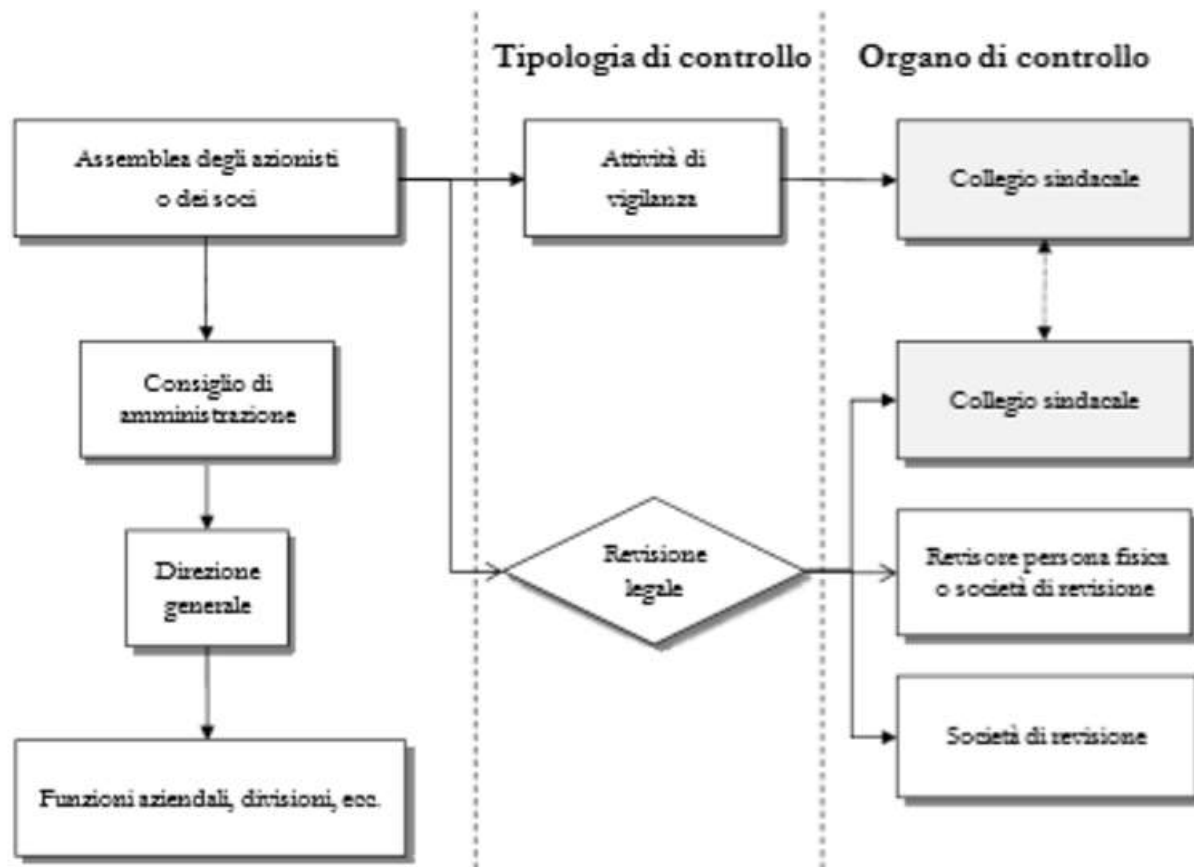 Tipologia di controllo
Organo di controllo
Assemblea degli azionisti
o dei soci
Attività di
vigilanza
Collegio sindacale
Consiglio di
amministrazione
Collegio sindacale
Direzione
generale
Revisione
legale
Revisore persona fisica
o società di revisione
Società di revisione
Funzioni aziendali, divisioni, ecc.